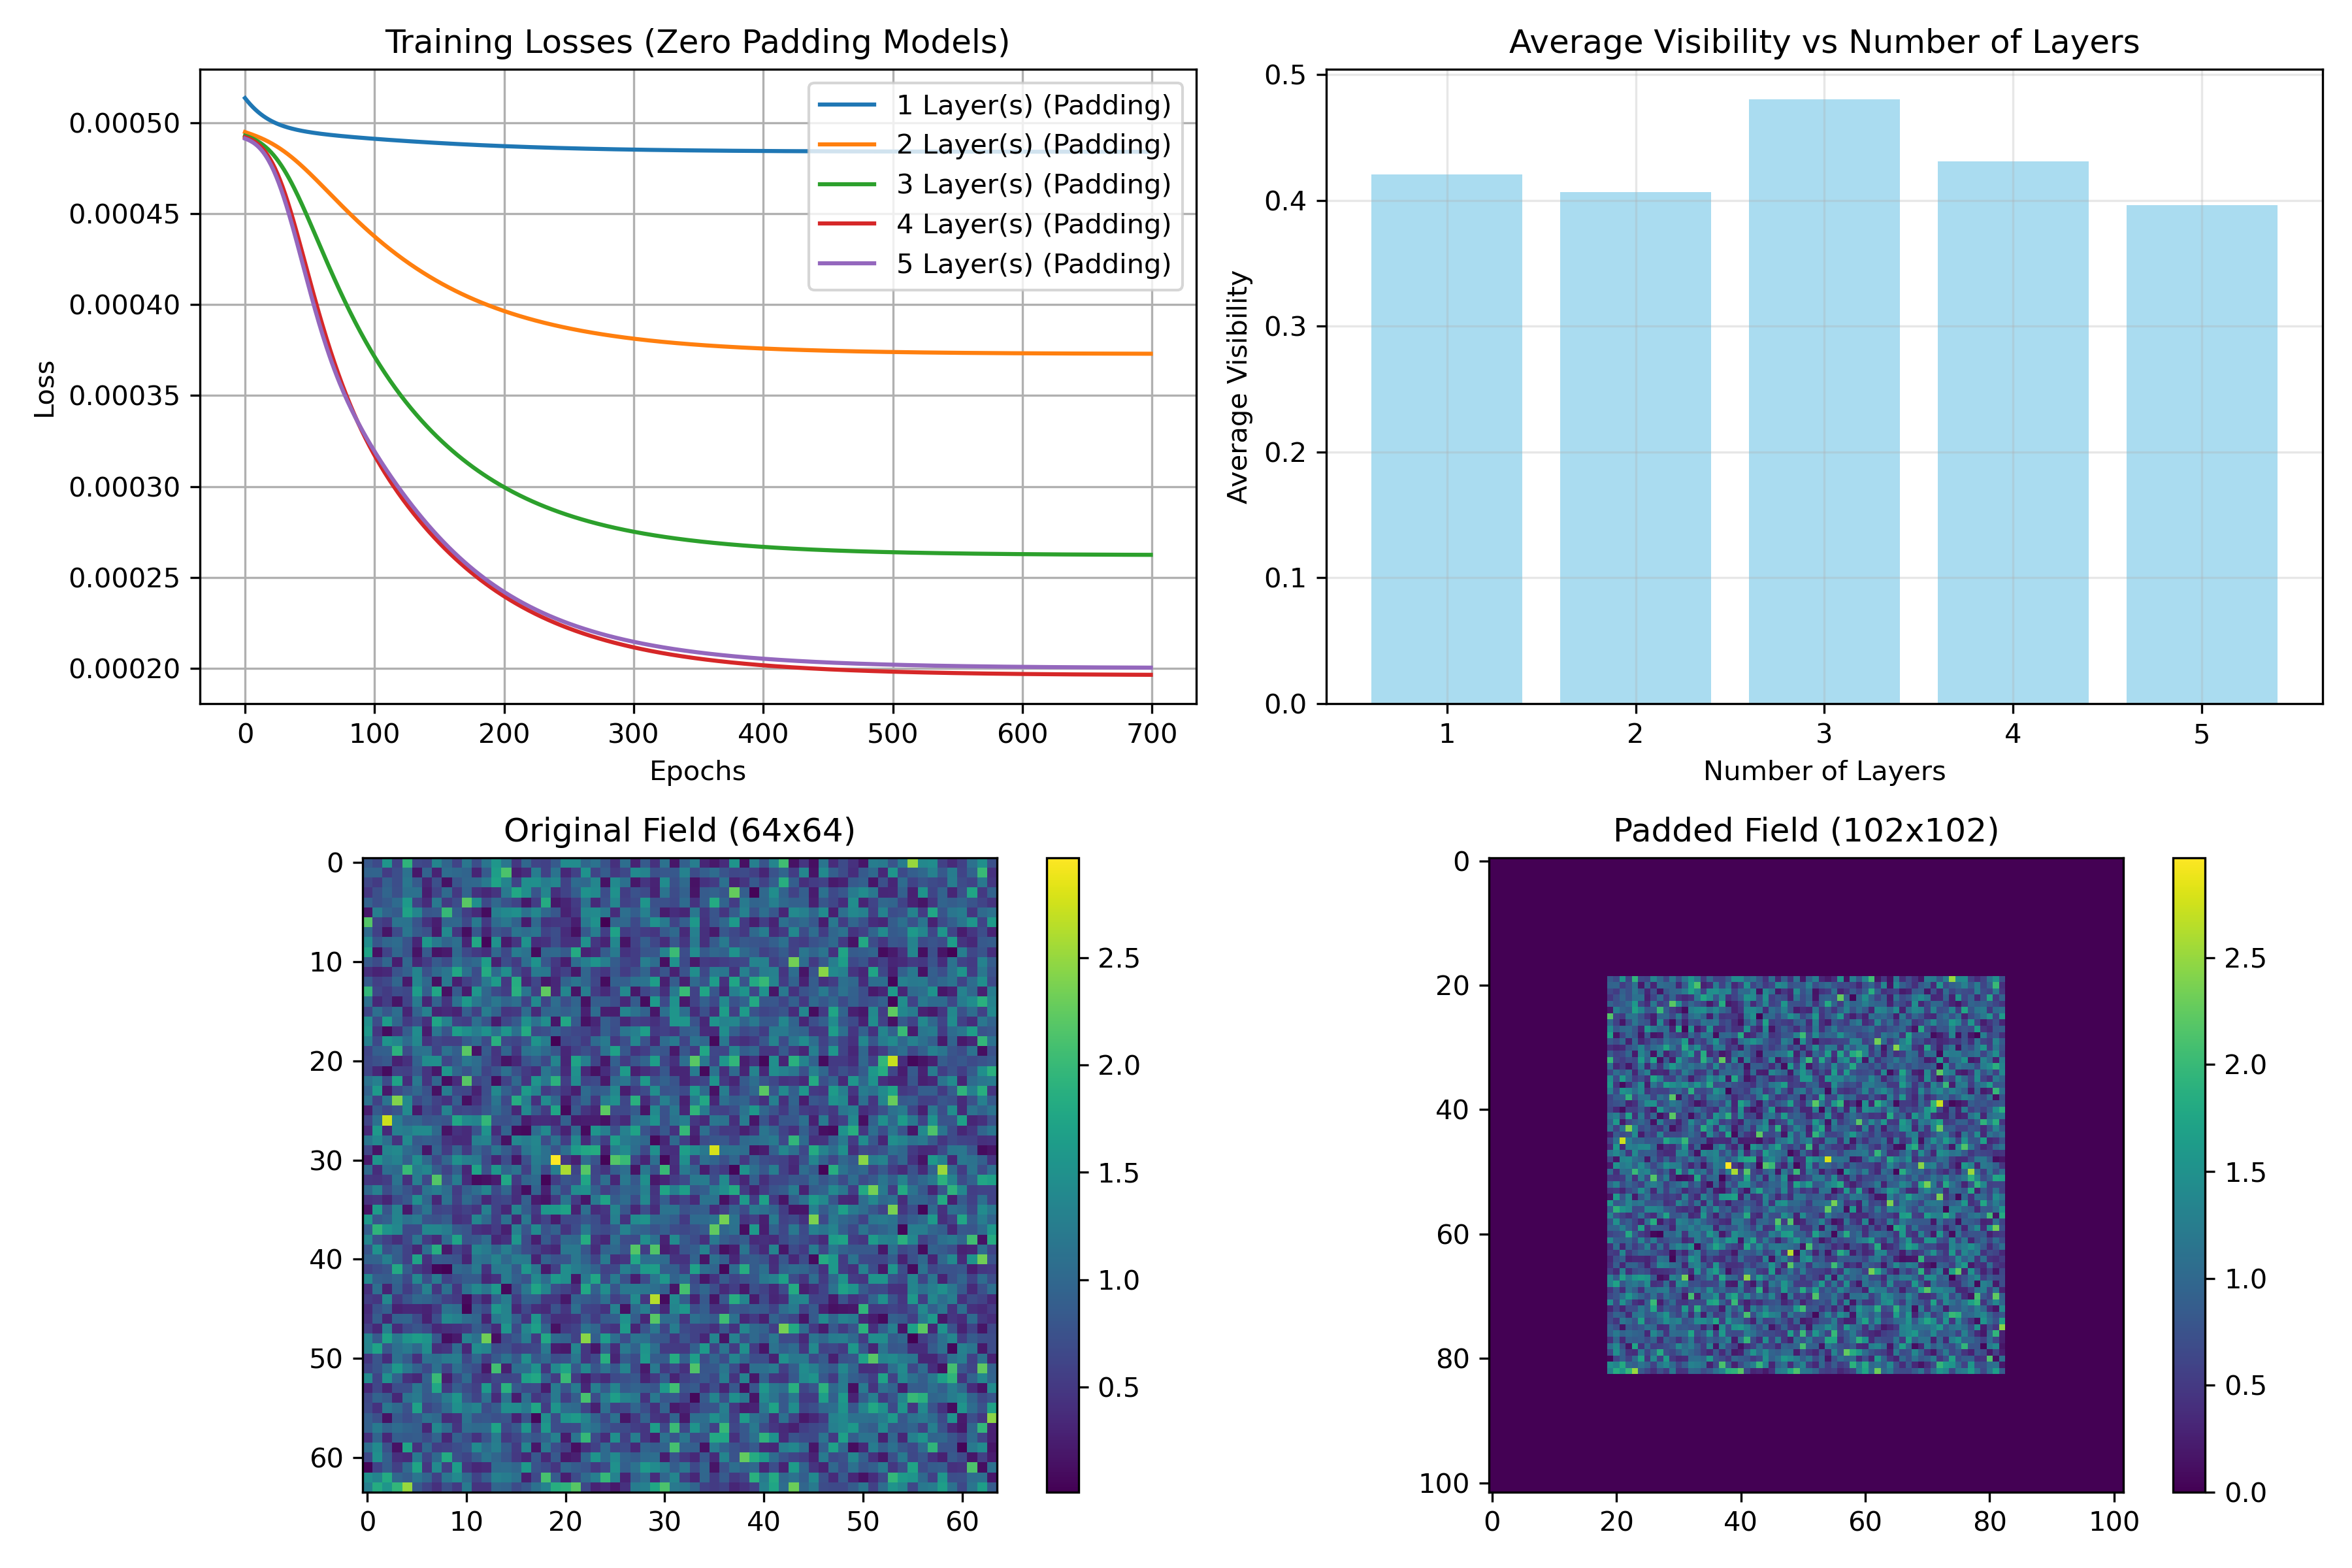 Training Losses (Zero Padding Models)
0.00050
0.00045
0.00040
0.00035
0.00030
0.00025
0.00020
Loss
0 100 200 300 400 500 600 700
Epochs
1 Layer(s) (Padding)
2 Layer(s) (Padding)
3 Layer(s) (Padding)
4 Layer(s) (Padding)
5 Layer(s) (Padding)
Average Visibility vs Number of Layers
0.5
0.4
0.3
0.2
0.1
0.0
Average Visibility
1 2 3 4 5
Number of Layers
Original Field (64x64)
0
10
20
30
40
50
60
0 10 20 30 40 50 60
2.5
2.0
1.5
1.0
0.5
Padded Field (102x102)
0
20
40
60
80
100
0 20 40 60 80 100
2.5
2.0
1.5
1.0
0.5
0.0